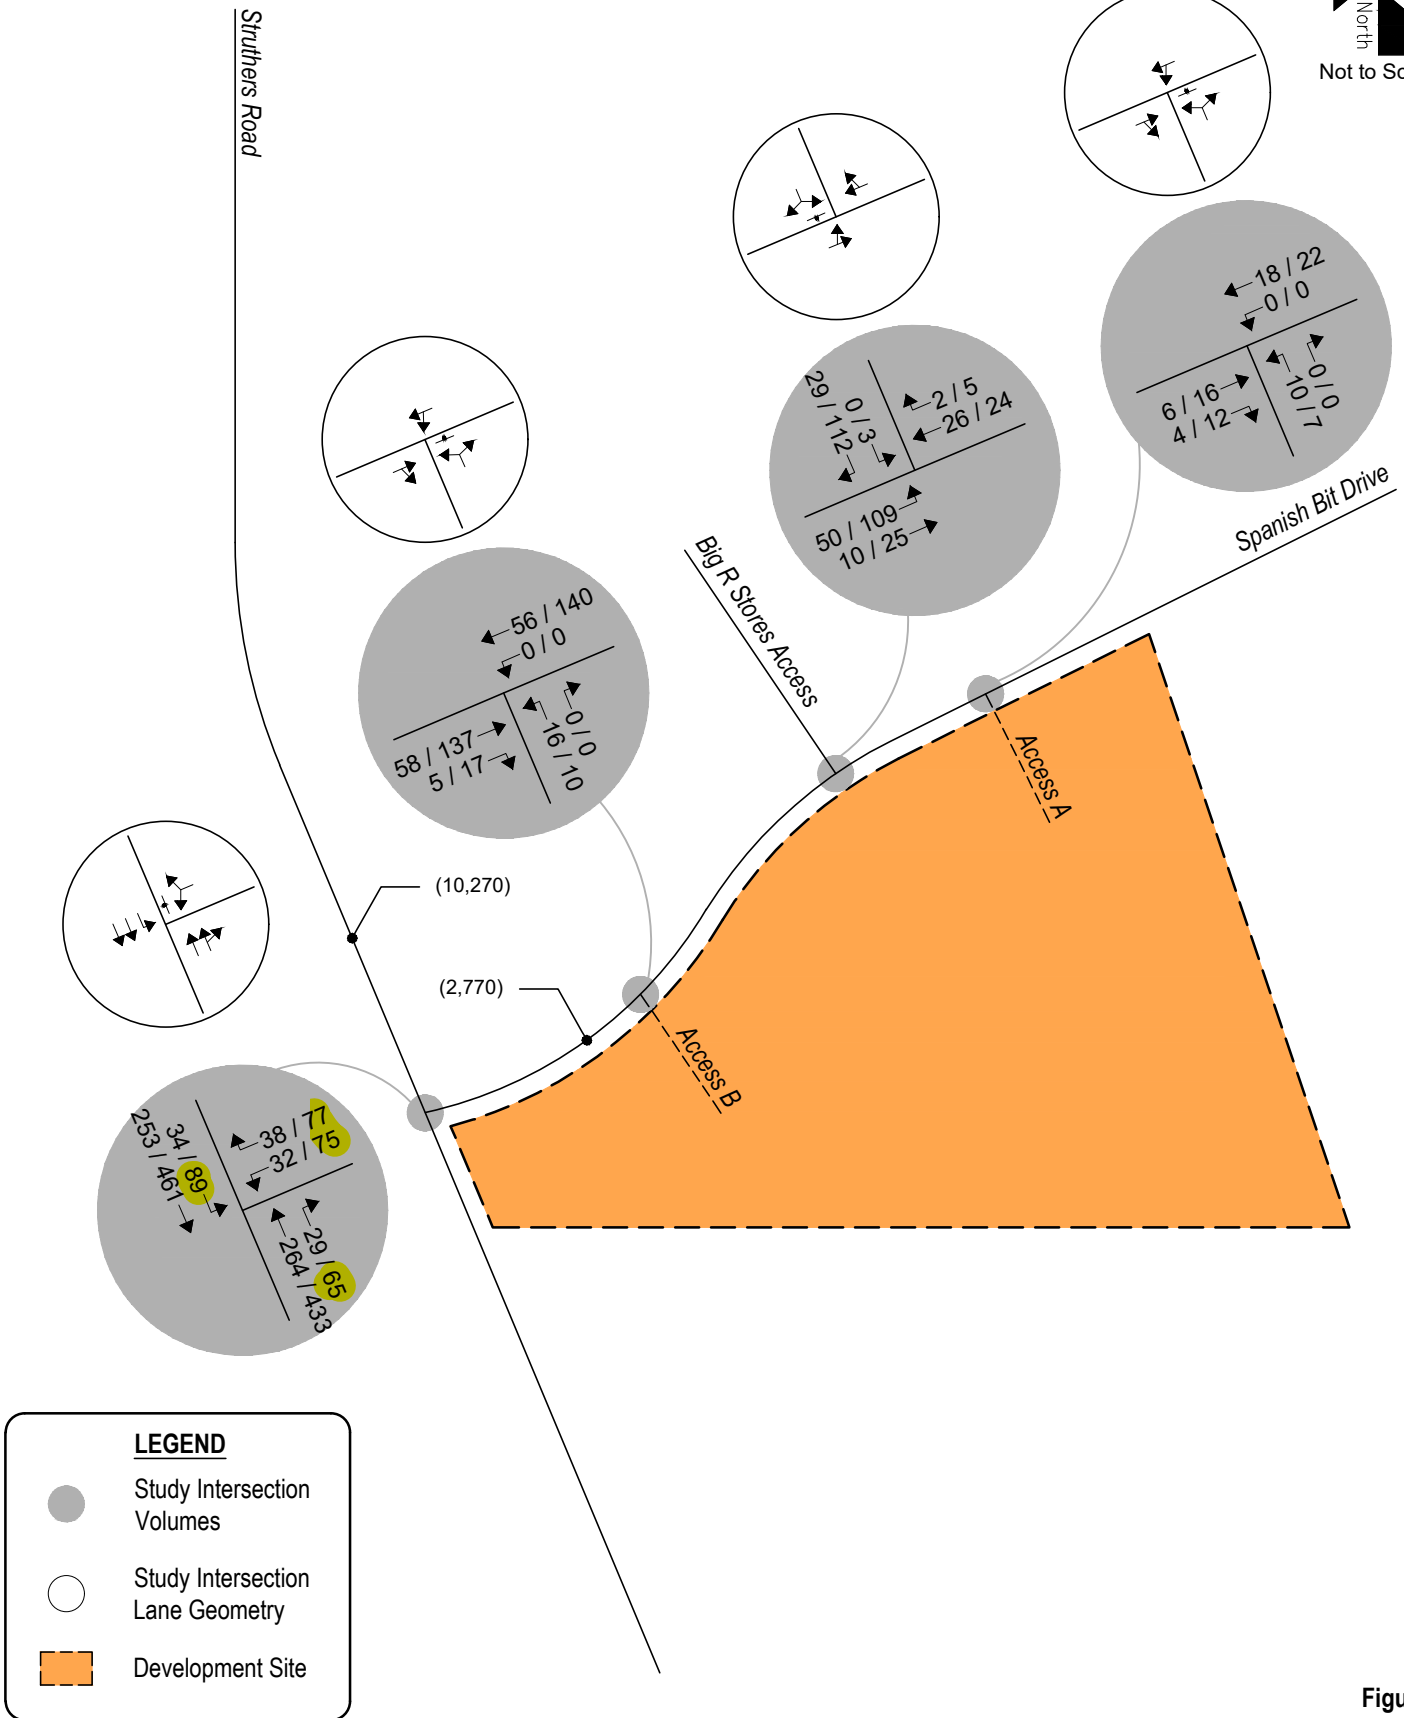 Struthers Road
North
Not to Sc
18 / 22
0 / 0
6 / 16
4 / 12
0 / 0
10 / 7
2 / 5
26 / 24
0 / 3
29 / 112
50 / 109
10 / 25
Spanish Bit Drive
Big R Stores Access
56 / 140
0 / 0
58 / 137
5 / 17
0 / 0
16 / 10
Access A
(10,270)
(2,770)
Access B
38 / 77
32 / 75
34 / 89
253 / 461
29 / 65
264 / 433
LEGEND
Study Intersection
Volumes
Study Intersection
Lane Geometry
Development Site
Figu